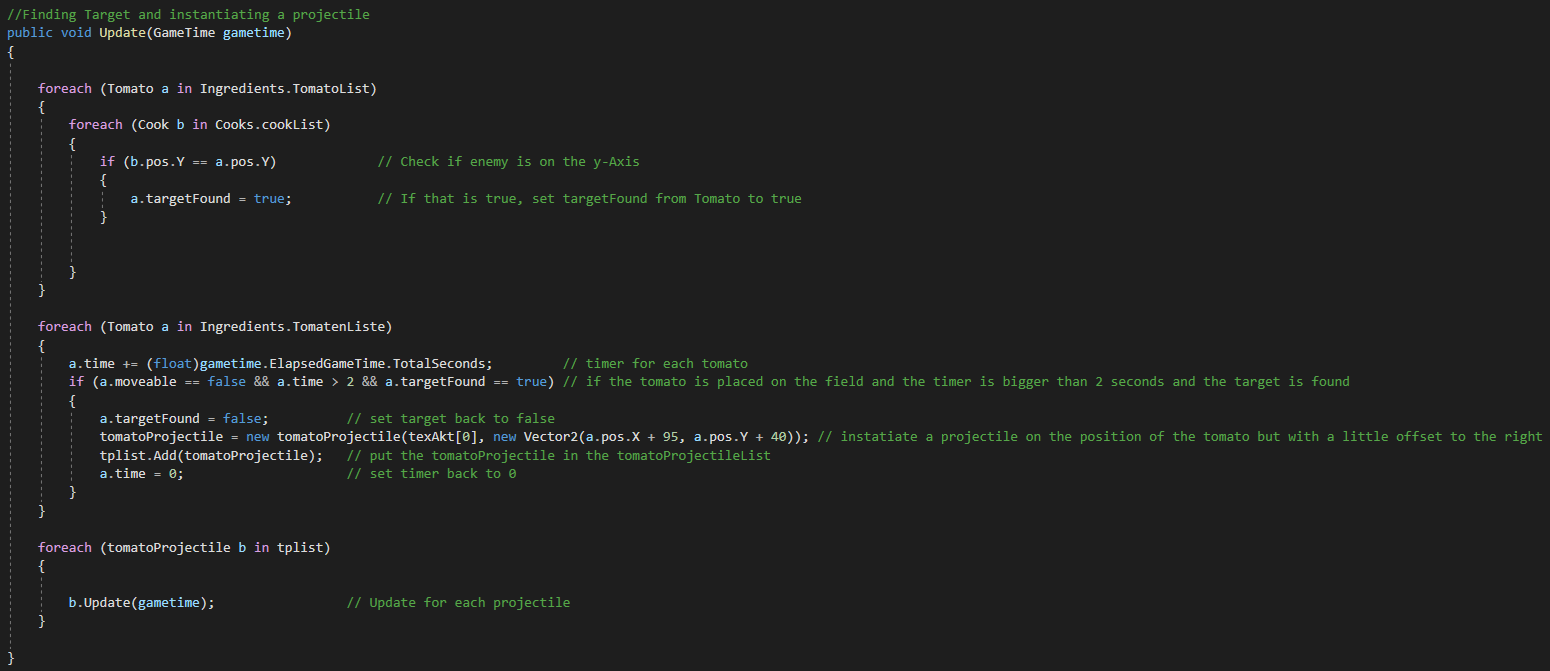 //Finding Target and instantiating a projectile
public void Update(GameTime gametime)
{
foreach (Tomato a in Ingredients.TomatoList)
{
foreach (Cook b in Cooks.cookList)
{
if (b.pos.Y == a.pos.Y) // Check if enemy is on the y-Axis
{
a.targetFound = true; // If that is true, set targetFound from Tomato to true
}
}
}
foreach (Tomato a in Ingredients.TomatenListe)
{
a.time += (float)gametime.ElapsedGameTime.TotalSeconds; // timer for each tomato
if (a.moveable == false && a.time > 2 && a.targetFound == true) // if the tomato is placed on the field and the timer is bigger than 2 seconds and the target is found
{
a.targetFound = false; // set target back to false
tomatoProjectile = new tomatoProjectile(texAkt[0], new Vector2(a.pos.X + 95, a.pos.Y + 40)); // instatiate a projectile on the position of the tomato but with a little offset to the right
tplist.Add(tomatoProjectile); // put the tomatoProjectile in the tomatoProjectileList
a.time = 0; // set timer back to 0
}
}
foreach (tomatoProjectile b in tplist)
{
b.Update(gametime); // Update for each projectile
}
}